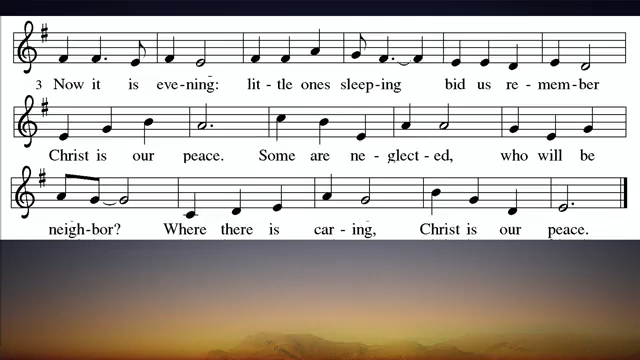 3 Now it is eve-ning: lit-tle ones sleep-ing bid us re-mem-ber
Christ is our peace. Some are ne-glect-ed, who will be
neigh-bor? Where there is car-ing, Christ is our peace.